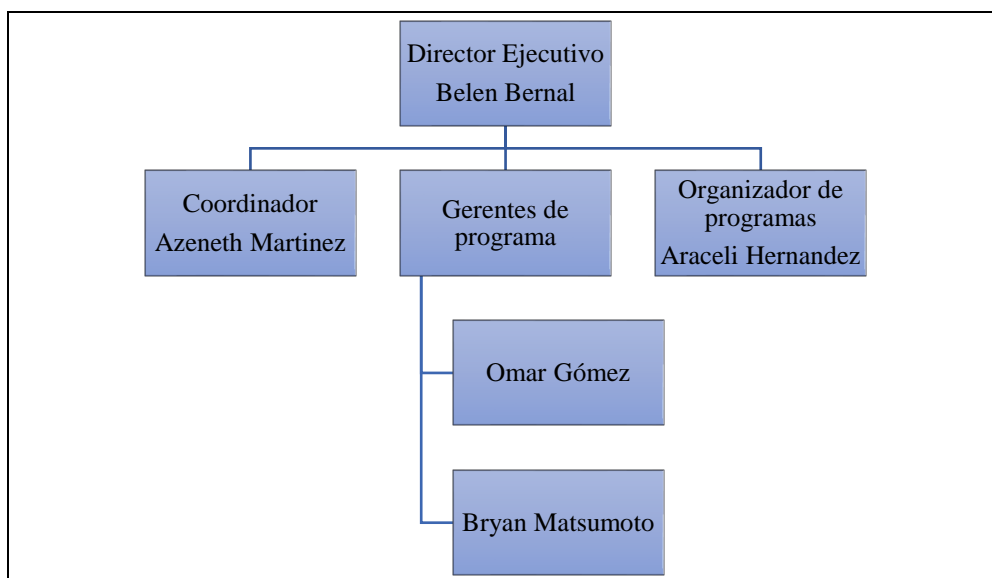 Director Ejecutivo
Belen Bernal
Coordinador
Azeneth Martinez
Gerentes de
programa
Organizador de
programas
Araceli Hernandez
Omar Gómez
Bryan Matsumoto